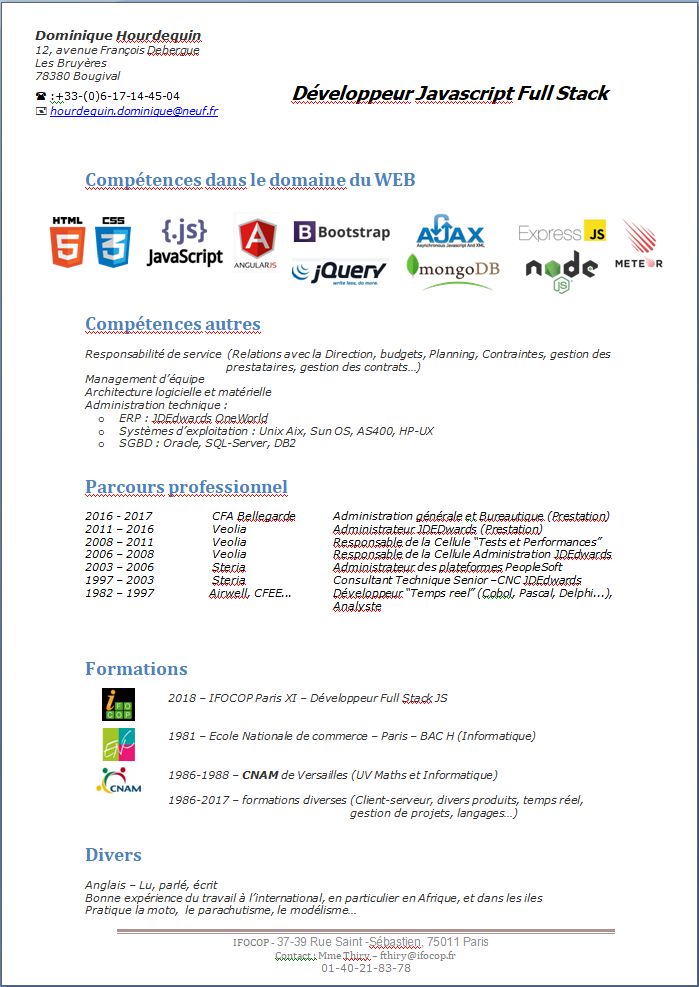 Dominique Hourdequin
12, avenue François Debergue
Les Bruyères
78380 Bougival
☎ :+33-(0)6-17-14-45-04
✉ hourdequin.dominique@neuf.fr
Développeur Javascript Full Stack
Compétences dans le domaine du WEB
HTML 5 CSS 3 {.js} JavaScript A ANGULARJS B Bootstrap AJAX Asynchronous Javascript And XML Express JS METEOR
jQuery write less, do more. mongoDB node JS
Compétences autres
Responsabilité de service (Relations avec la Direction, budgets, Planning, Contraintes, gestion des
prestataires, gestion des contrats…)
Management d’équipe
Architecture logicielle et matérielle
Administration technique :
o ERP : JDEdwards OneWorld
o Systèmes d’exploitation : Unix Aix, Sun OS, AS400, HP-UX
o SGBD : Oracle, SQL-Server, DB2
Parcours professionnel
2016 - 2017 CFA Bellegarde Administration générale et Bureautique (Prestation)
2011 – 2016 Veolia Administrateur JDEDwards (Prestation)
2008 – 2011 Veolia Responsable de la Cellule “Tests et Performances”
2006 – 2008 Veolia Responsable de la Cellule Administration JDEdwards
2003 – 2006 Steria Administrateur des plateformes PeopleSoft
1997 – 2003 Steria Consultant Technique Senior –CNC JDEdwards
1982 – 1997 Airwell, CFEE... Développeur “Temps reel” (Cobol, Pascal, Delphi...),
Analyste
Formations
iFOCOP 2018 – IFOCOP Paris XI – Développeur Full Stack JS
ENC 1981 – Ecole Nationale de commerce – Paris – BAC H (Informatique)
CNAM 1986-1988 – CNAM de Versailles (UV Maths et Informatique)
1986-2017 – formations diverses (Client-serveur, divers produits, temps réel,
gestion de projets, langages…)
Divers
Anglais – Lu, parlé, écrit
Bonne expérience du travail à l’international, en particulier en Afrique, et dans les iles
Pratique la moto, le parachutisme, le modélisme…
IFOCOP - 37-39 Rue Saint -Sébastien, 75011 Paris
Contact : Mme Thiry – fthiry@ifocop.fr
01-40-21-83-78